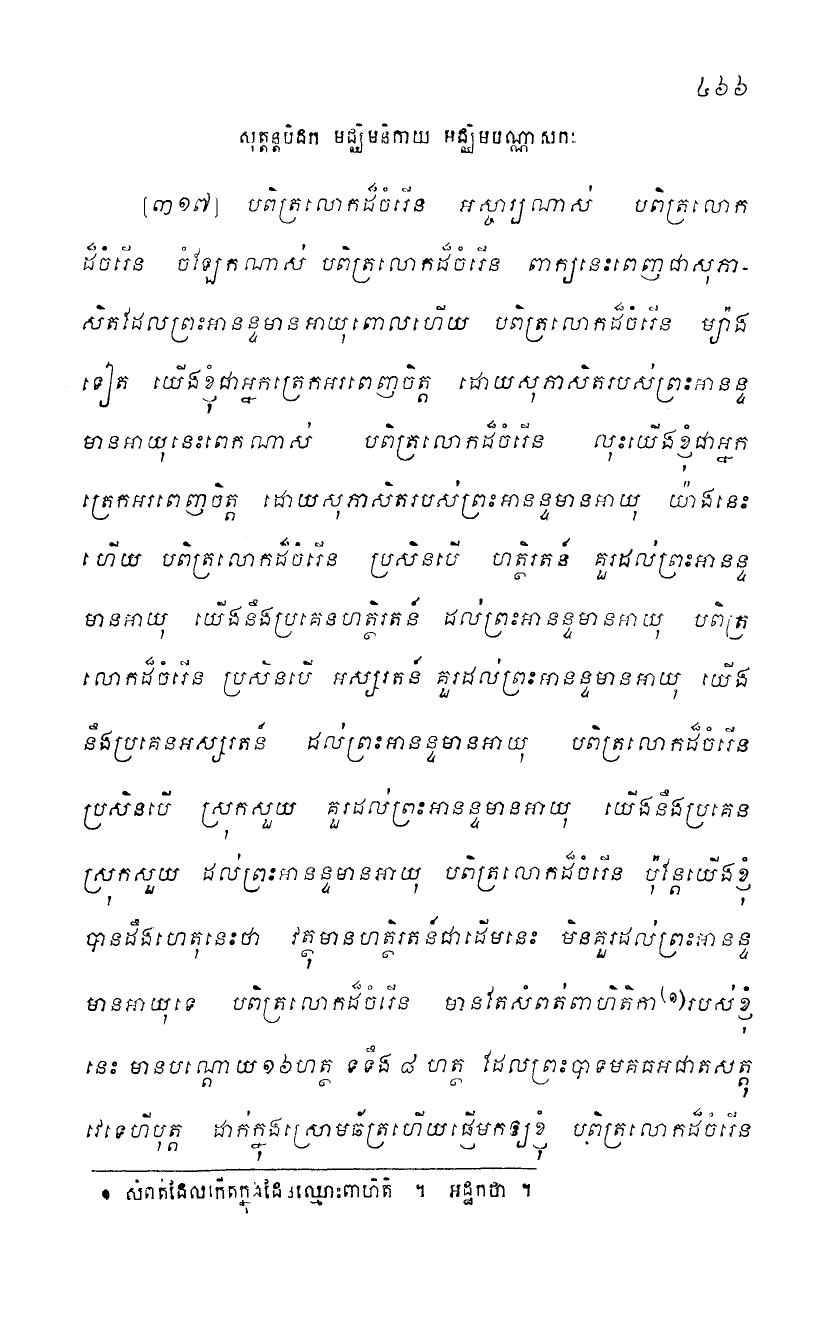 ៤៦៦
សុត្តន្តបិដក មជ្ឈិមនិកាយ មជ្ឈិមបណ្ណាសកៈ
[៣១៧] បពិត្រលោកដ៏ចំរើន អស្ចារ្យណាស់ បពិត្រលោក
ដ៏ចំរើន ចំឡែកណាស់ បពិត្រលោកដ៏ចំរើន ពាក្យនេះពេញជាសុភា-
សិតដែលព្រះអានន្ទមានអាយុពោលហើយ បពិត្រលោកដ៏ចំរើន ម្យ៉ាង
ទៀត យើងខ្ញុំជាអ្នកត្រេកអរពេញចិត្ត ដោយសុភាសិតរបស់ព្រះអានន្ទ
មានអាយុនេះពេកណាស់ បពិត្រលោកដ៏ចំរើន លុះយើងខ្ញុំជាអ្នក
ត្រេកអរពេញចិត្ត ដោយសុភាសិតរបស់ព្រះអានន្ទមានអាយុ យ៉ាងនេះ
ហើយ បពិត្រលោកដ៏ចំរើន ប្រសិនបើ ហត្ថិរតន៍ គួរដល់ព្រះអានន្ទ
មានអាយុ យើងនឹងប្រគេនហត្ថិរតន៍ ដល់ព្រះអានន្ទមានអាយុ បពិត្រ
លោកដ៏ចំរើន ប្រសិនបើ អស្សរតន៍ គួរដល់ព្រះអានន្ទមានអាយុ យើង
នឹងប្រគេនអស្សរតន៍ ដល់ព្រះអានន្ទមានអាយុ បពិត្រលោកដ៏ចំរើន
ប្រសិនបើ ស្រុកសួយ គួរដល់ព្រះអានន្ទមានអាយុ យើងនឹងប្រគេន
ស្រុកសួយ ដល់ព្រះអានន្ទមានអាយុ បពិត្រលោកដ៏ចំរើន ប៉ុន្តែយើងខ្ញុំ
បានដឹងហេតុនេះថា វត្ថុមានហត្ថិរតន៍ជាដើមនេះ មិនគួរដល់ព្រះអានន្ទ
មានអាយុទេ បពិត្រលោកដ៏ចំរើន មានតែសំពត់ពាហិតិកា(១)របស់ខ្ញុំ
នេះ មានបណ្តោយ១៦ហត្ថ ទទឹង ៨ ហត្ថ ដែលព្រះបាទមគធអជាតសត្តុ
វេទេហីបុត្ត ដាក់ក្នុងស្រោមឆ័ត្រហើយផ្ញើមកឲ្យខ្ញុំ បពិត្រលោកដ៏ចំរើន
១ សំពត់ដែលកើតក្នុងដែនឈ្មោះពាហិតិ ។ អដ្ឋកថា ។